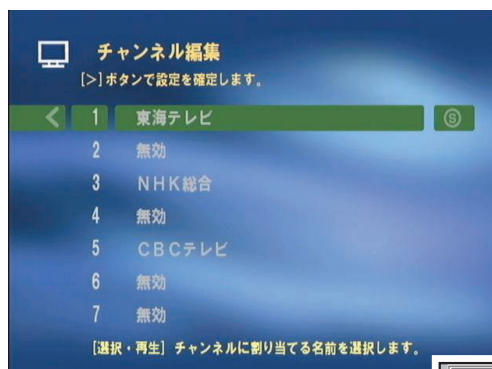 チャンネル編集
[>]ボタンで設定を確定します。
< 1 東海テレビ Ⓢ
2 無効
3 NHK総合
4 無効
5 CBCテレビ
6 無効
7 無効
[選択・再生] チャンネルに割り当てる名前を選択します。